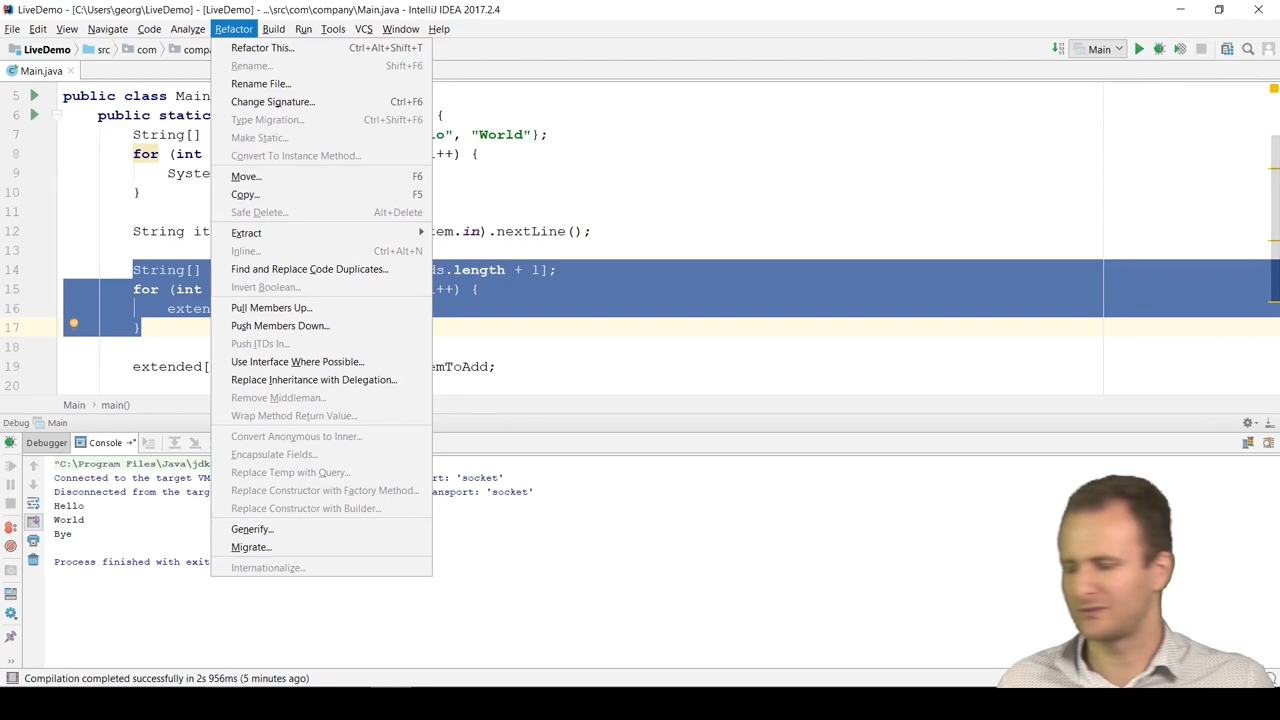 LiveDemo - [C:\Users\georg\LiveDemo] - [LiveDemo] - ...\src\com\company\Main.java - IntelliJ IDEA 2017.2.4
File Edit View Navigate Code Analyze Refactor Build Run Tools VCS Window Help
LiveDemo src com compa
Main
Main.java
Refactor This... Ctrl+Alt+Shift+T
Rename... Shift+F6
Rename File...
Change Signature... Ctrl+F6
Type Migration... Ctrl+Shift+F6
Make Static...
Convert To Instance Method...
Move... F6
Copy... F5
Safe Delete... Alt+Delete
Extract
Inline... Ctrl+Alt+N
Find and Replace Code Duplicates...
Invert Boolean...
Pull Members Up...
Push Members Down...
Push ITDs In...
Use Interface Where Possible...
Replace Inheritance with Delegation...
Remove Middleman...
Wrap Method Return Value...
Convert Anonymous to Inner...
Encapsulate Fields...
Replace Temp with Query...
Replace Constructor with Factory Method...
Replace Constructor with Builder...
Generify...
Migrate...
Internationalize...
5 public class Main
6 public static {
7 String[] lo", "World"};
8 for (int i++) {
9 Syste
10 }
11
12 String it tem.in).nextLine();
13
14 String[] ds.length + 1];
15 for (int i++) {
16 exten
17 }
18
19 extended[ emToAdd;
20
Main main()
Debug Main
Debugger Console
"C:\Program Files\Java\jdk
Connected to the target VM port: 'socket'
Disconnected from the targ transport: 'socket'
Hello
World
Bye
Process finished with exit
Compilation completed successfully in 2s 956ms (5 minutes ago)